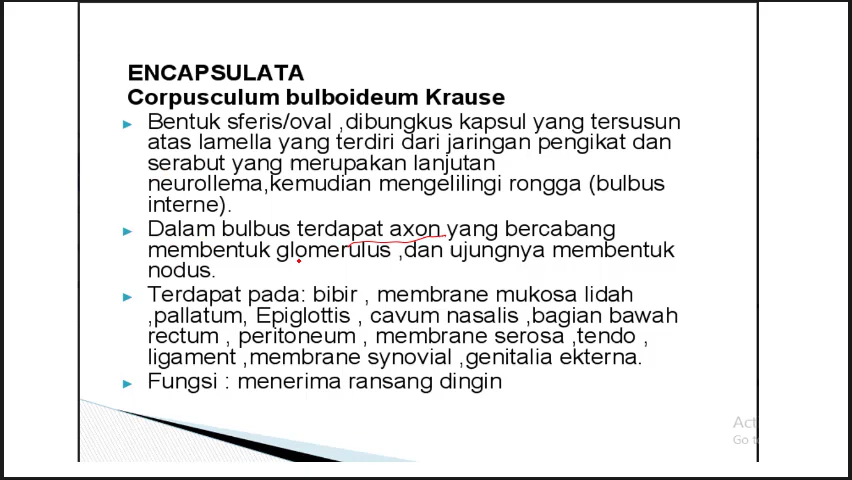 ENCAPSULATA
Corpusculum bulboideum Krause
Bentuk sferis/oval ,dibungkus kapsul yang tersusun
atas lamella yang terdiri dari jaringan pengikat dan
serabut yang merupakan lanjutan
neurollema,kemudian mengelilingi rongga (bulbus
interne).
Dalam bulbus terdapat axon yang bercabang
membentuk glomerulus ,dan ujungnya membentuk
nodus.
Terdapat pada: bibir , membrane mukosa lidah
,pallatum, Epiglottis , cavum nasalis ,bagian bawah
rectum , peritoneum , membrane serosa ,tendo ,
ligament ,membrane synovial ,genitalia ekterna.
Fungsi : menerima ransang dingin
Act
Go to